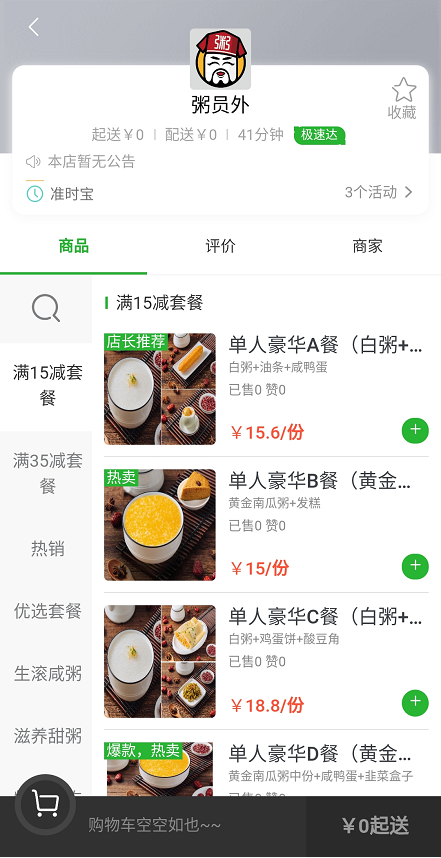 粥
粥员外
收藏
起送￥0 | 配送￥0 | 41分钟 极速达
本店暂无公告
准时宝
3个活动
商品 评价 商家
满15减套餐
满15减套
餐
满35减套
餐
热销
优选套餐
生滚咸粥
滋养甜粥
店长推荐
单人豪华A餐（白粥+...
白粥+油条+咸鸭蛋
已售0 赞0
￥15.6/份
热卖
单人豪华B餐（黄金...
黄金南瓜粥+发糕
已售0 赞0
￥15/份
单人豪华C餐（白粥+...
白粥+鸡蛋饼+酸豆角
已售0 赞0
￥18.8/份
爆款，热卖
单人豪华D餐（黄金...
黄金南瓜粥中份+咸鸭蛋+韭菜盒子
已售0 赞0
购物车空空如也~~
￥0起送